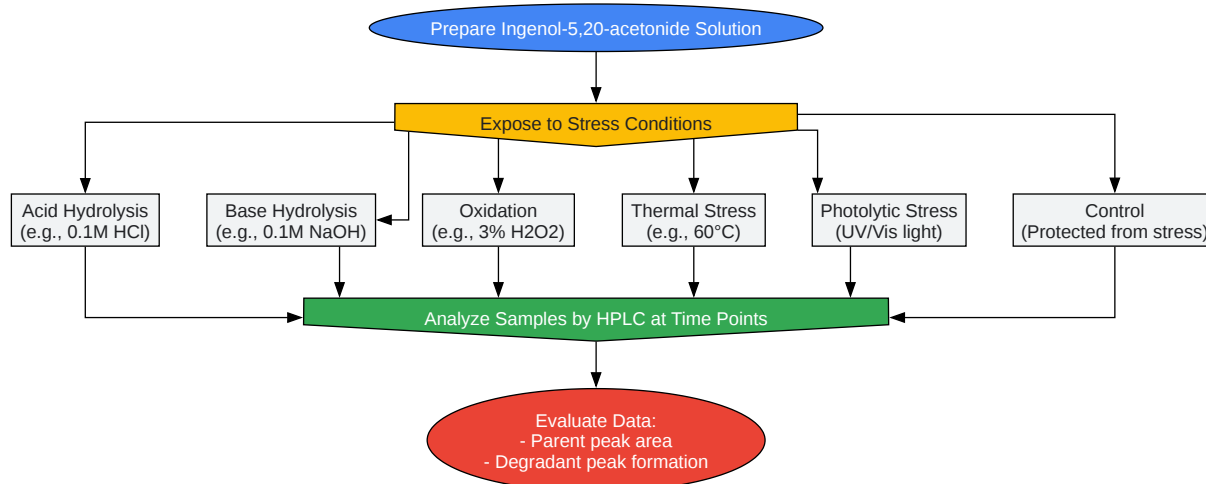 Prepare Ingenol-5,20-acetonide Solution
Expose to Stress Conditions
Acid Hydrolysis
(e.g., 0.1M HCl)
Base Hydrolysis
(e.g., 0.1M NaOH)
Oxidation
(e.g., 3% H2O2)
Thermal Stress
(e.g., 60°C)
Photolytic Stress
(UV/Vis light)
Control
(Protected from stress)
Analyze Samples by HPLC at Time Points
Evaluate Data:
- Parent peak area
- Degradant peak formation